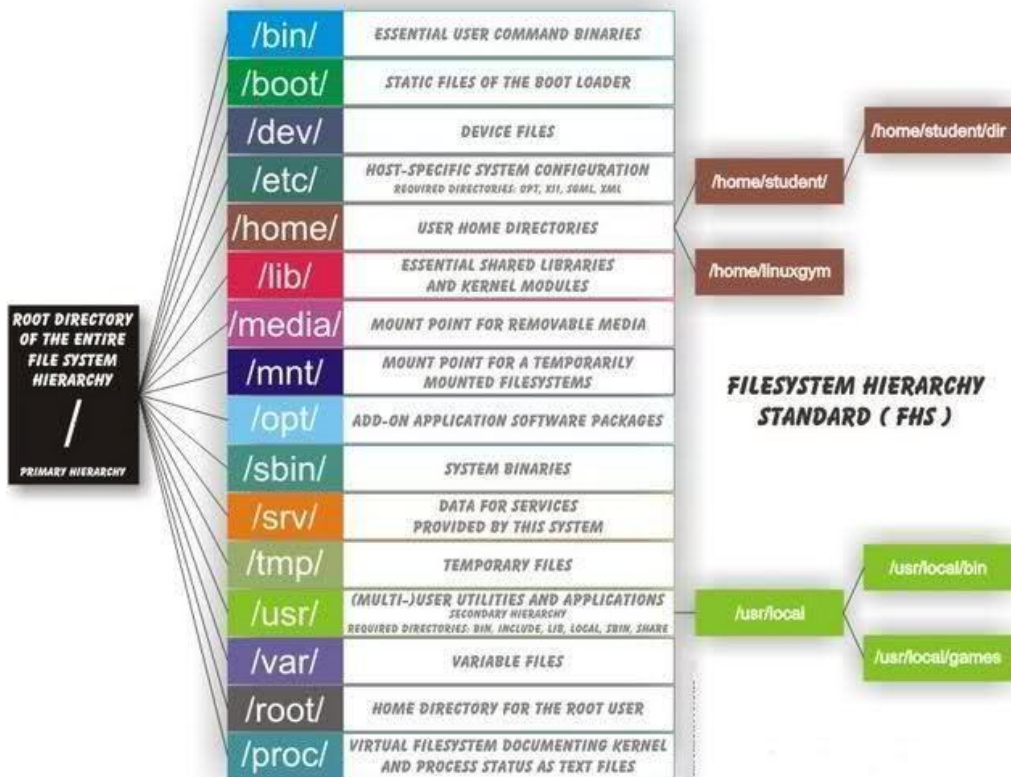 ROOT DIRECTORY
OF THE ENTIRE
FILE SYSTEM
HIERARCHY
/
PRIMARY HIERARCHY
/bin/
ESSENTIAL USER COMMAND BINARIES
/boot/
STATIC FILES OF THE BOOT LOADER
/dev/
DEVICE FILES
/etc/
HOST-SPECIFIC SYSTEM CONFIGURATION
REQUIRED DIRECTORIES: OPT, XII, SGML, XML
/home/
USER HOME DIRECTORIES
/lib/
ESSENTIAL SHARED LIBRARIES
AND KERNEL MODULES
/media/
MOUNT POINT FOR REMOVABLE MEDIA
/mnt/
MOUNT POINT FOR A TEMPORARILY
MOUNTED FILESYSTEMS
/opt/
ADD-ON APPLICATION SOFTWARE PACKAGES
/sbin/
SYSTEM BINARIES
/srv/
DATA FOR SERVICES
PROVIDED BY THIS SYSTEM
/tmp/
TEMPORARY FILES
/usr/
(MULTI-)USER UTILITIES AND APPLICATIONS
SECONDARY HIERARCHY
REQUIRED DIRECTORIES: BIN, INCLUDE, LIB, LOCAL, SBIN, SHARE
/var/
VARIABLE FILES
/root/
HOME DIRECTORY FOR THE ROOT USER
/proc/
VIRTUAL FILESYSTEM DOCUMENTING KERNEL
AND PROCESS STATUS AS TEXT FILES
/home/student/
/home/student/dir
/home/linuxgym
FILESYSTEM HIERARCHY
STANDARD ( FHS )
/usr/local
/usr/local/bin
/usr/local/games